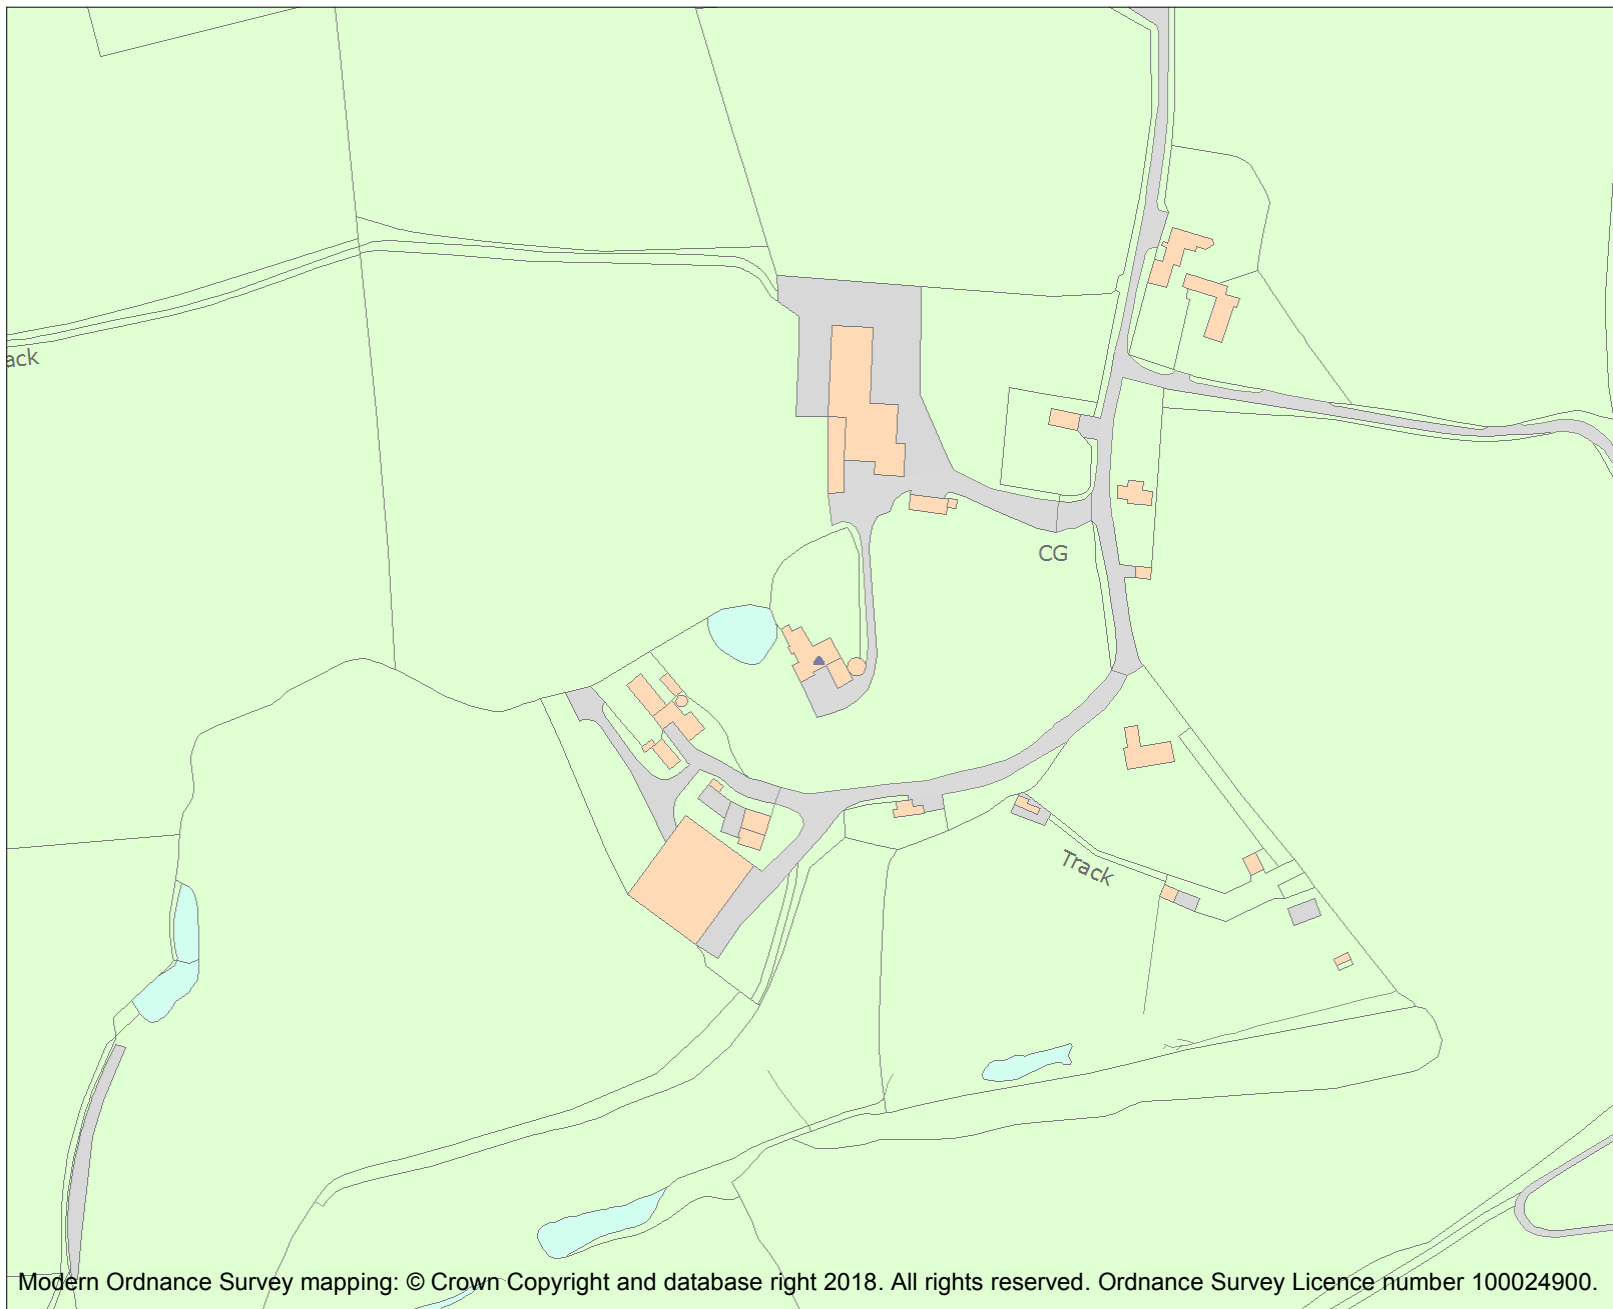 ack
CG
Track
Modern Ordnance Survey mapping: © Crown Copyright and database right 2018. All rights reserved. Ordnance Survey Licence number 100024900.